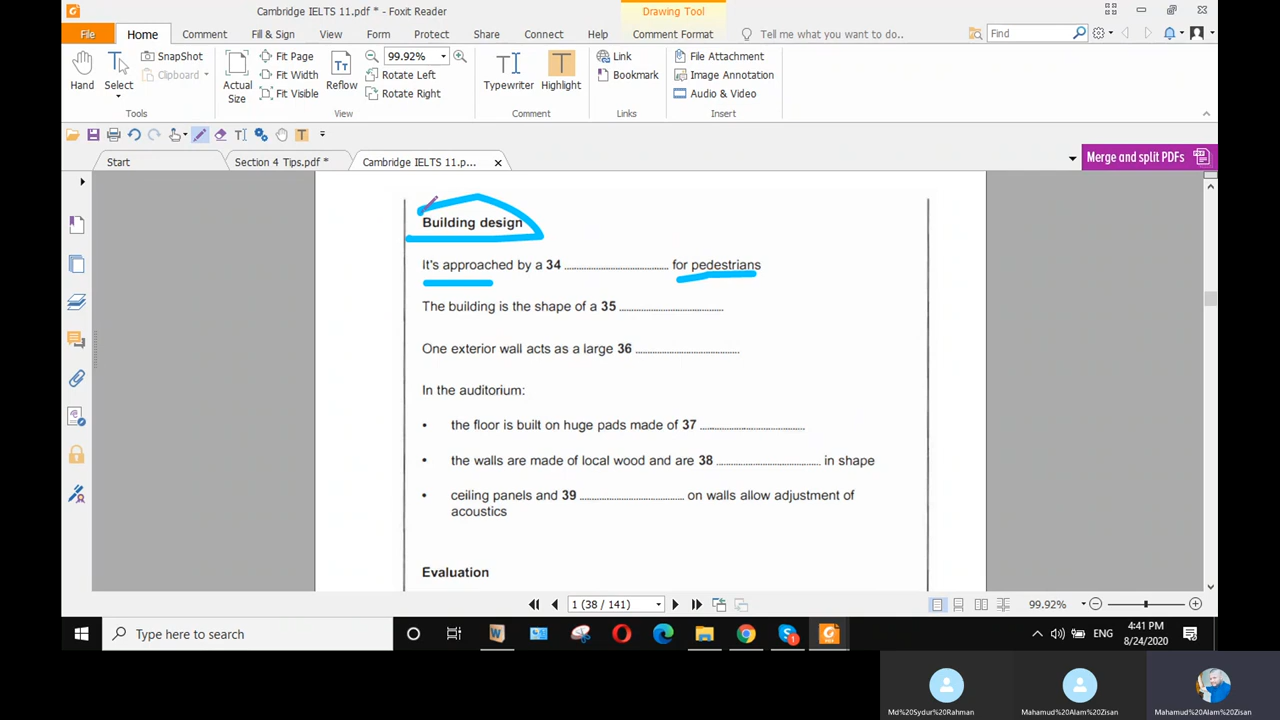 Cambridge IELTS 11.pdf * - Foxit Reader
Drawing Tool
File Home Comment Fill & Sign View Form Protect Share Connect Help Comment Format Tell me what you want to do.. Find
Hand
Select
SnapShot
Clipboard
Tools
Actual Size
Fit Page
Fit Width
Fit Visible
Reflow
99.92%
Rotate Left
Rotate Right
View
Typewriter
Highlight
Comment
Link
Bookmark
Links
File Attachment
Image Annotation
Audio & Video
Insert
Start Section 4 Tips.pdf * Cambridge IELTS 11.p... Merge and split PDFs
Building design
It's approached by a 34 ........................................ for pedestrians
The building is the shape of a 35 ........................................
One exterior wall acts as a large 36 ........................................
In the auditorium:
• the floor is built on huge pads made of 37 ........................................
• the walls are made of local wood and are 38 ........................................ in shape
• ceiling panels and 39 ........................................ on walls allow adjustment of
acoustics
Evaluation
1 (38 / 141) 99.92%
Type here to search
ENG
4:41 PM
8/24/2020
Md%20Sydur%20Rahman Mahamud%20Alam%20Zisan Mahamud%20Alam%20Zisan